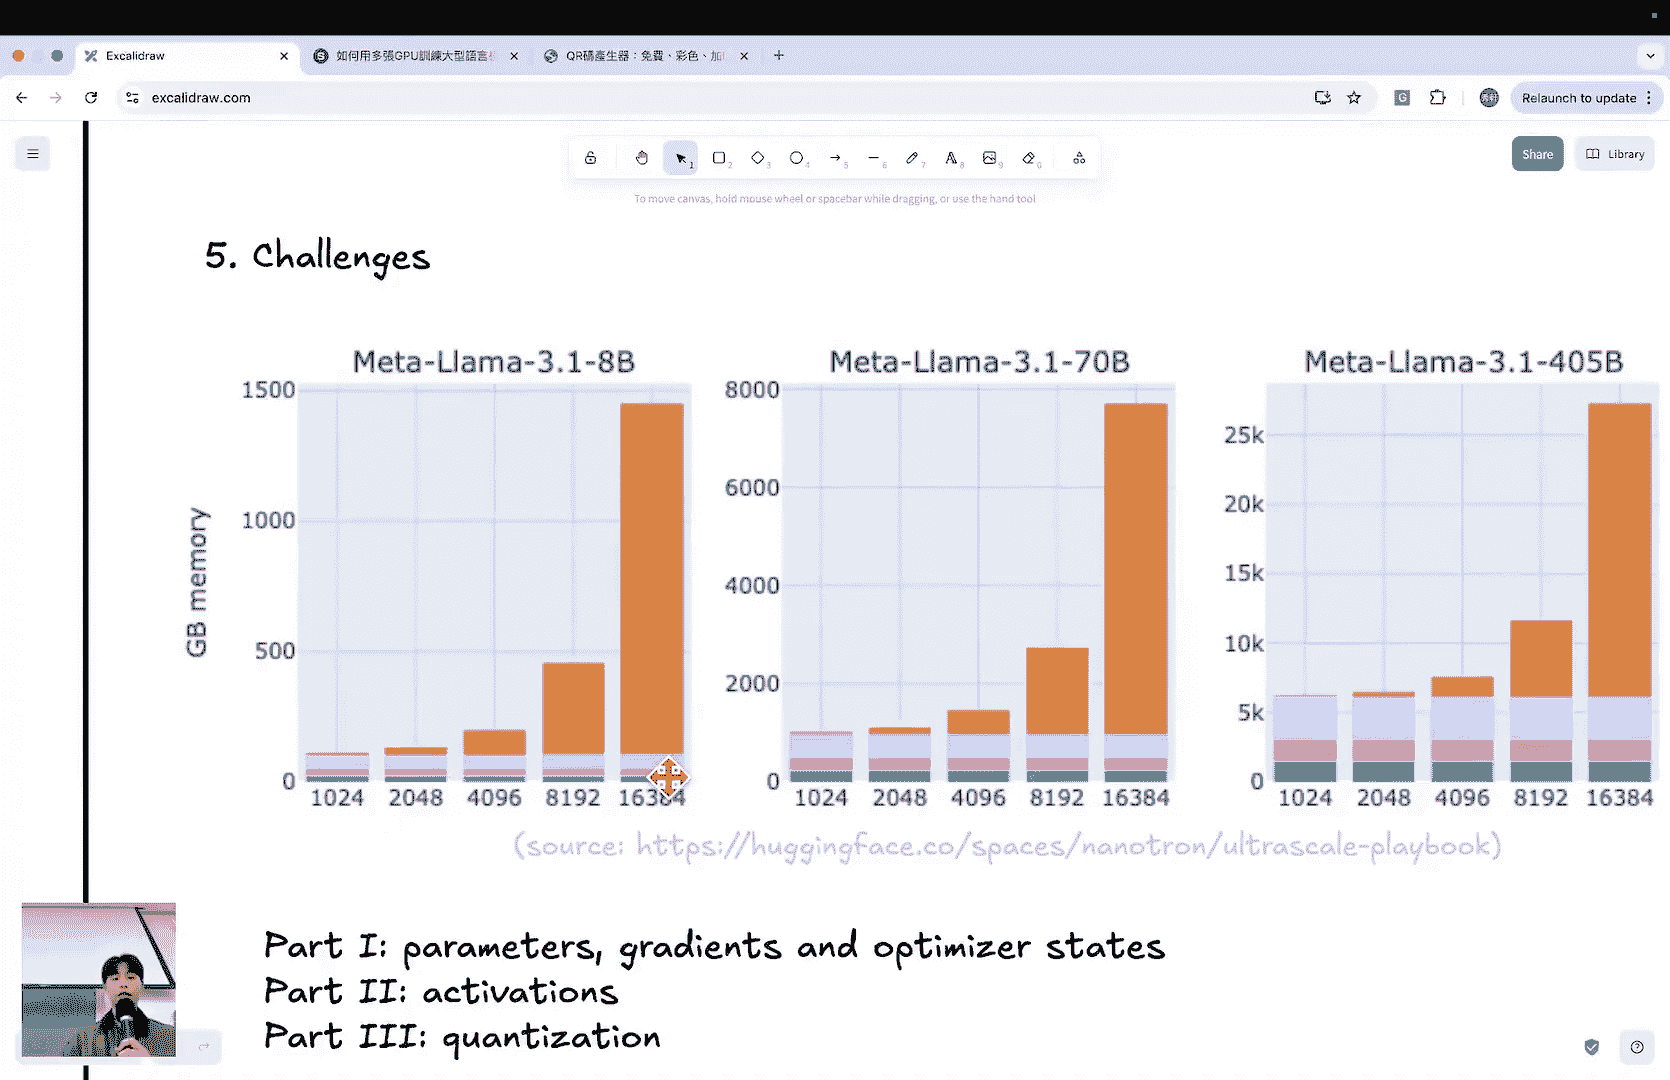 Excalidraw
如何用多張GPU訓練大型語言
QR碼產生器：免費、彩色、加
excalidraw.com
Relaunch to update
Share
Library
To move canvas, hold mouse wheel or spacebar while dragging, or use the hand tool
5. Challenges
Meta-Llama-3.1-8B
Meta-Llama-3.1-70B
Meta-Llama-3.1-405B
GB memory
1500
1000
500
0
1024 2048 4096 8192 16384
8000
6000
4000
2000
0
1024 2048 4096 8192 16384
25k
20k
15k
10k
5k
0
1024 2048 4096 8192 16384
(source: https://huggingface.co/spaces/nanotron/ultrascale-playbook)
Part I: parameters, gradients and optimizer states
Part II: activations
Part III: quantization